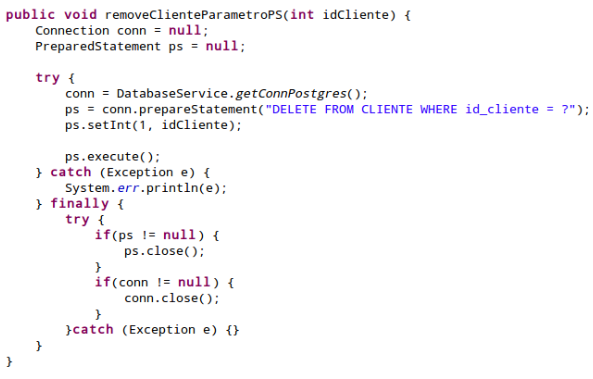 public void removeClienteParametroPS(int idCliente) {
    Connection conn = null;
    PreparedStatement ps = null;

    try {
        conn = DatabaseService.getConnPostgres();
        ps = conn.prepareStatement("DELETE FROM CLIENTE WHERE id_cliente = ?");
        ps.setInt(1, idCliente);

        ps.execute();
    } catch (Exception e) {
        System.err.println(e);
    } finally {
        try {
            if(ps != null) {
                ps.close();
            }
            if(conn != null) {
                conn.close();
            }
        }catch (Exception e) {}
    }
}